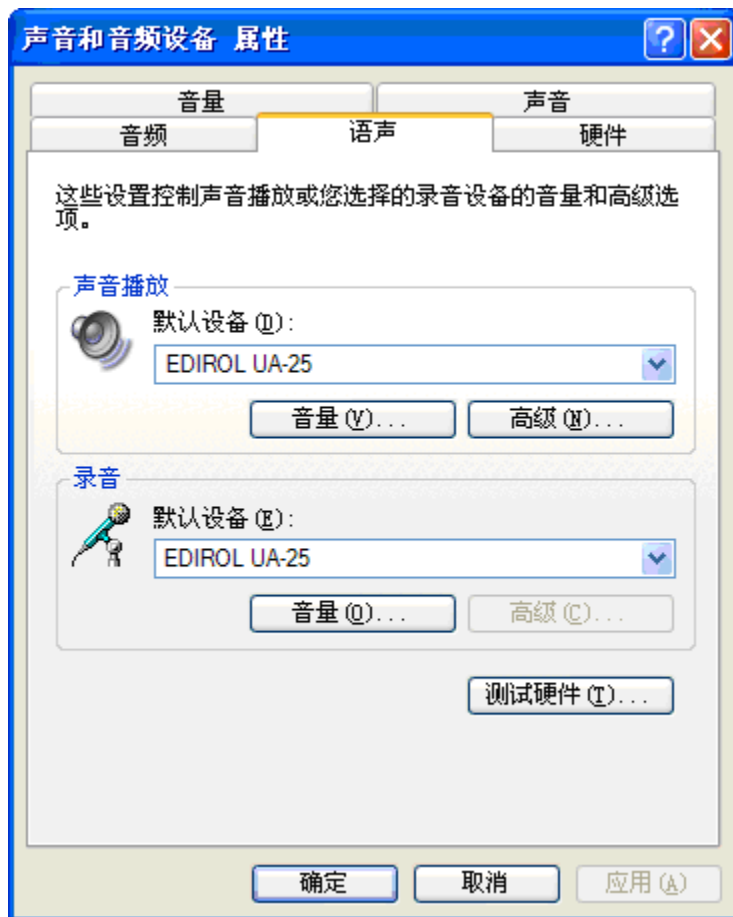 声音和音频设备 属性
音量
声音
音频
语声
硬件
这些设置控制声音播放或您选择的录音设备的音量和高级选
项。
声音播放
默认设备(D):
EDIROL UA-25
音量(V)...
高级(N)...
录音
默认设备(E):
EDIROL UA-25
音量(O)...
高级(C)...
测试硬件(T)...
确定
取消
应用(A)